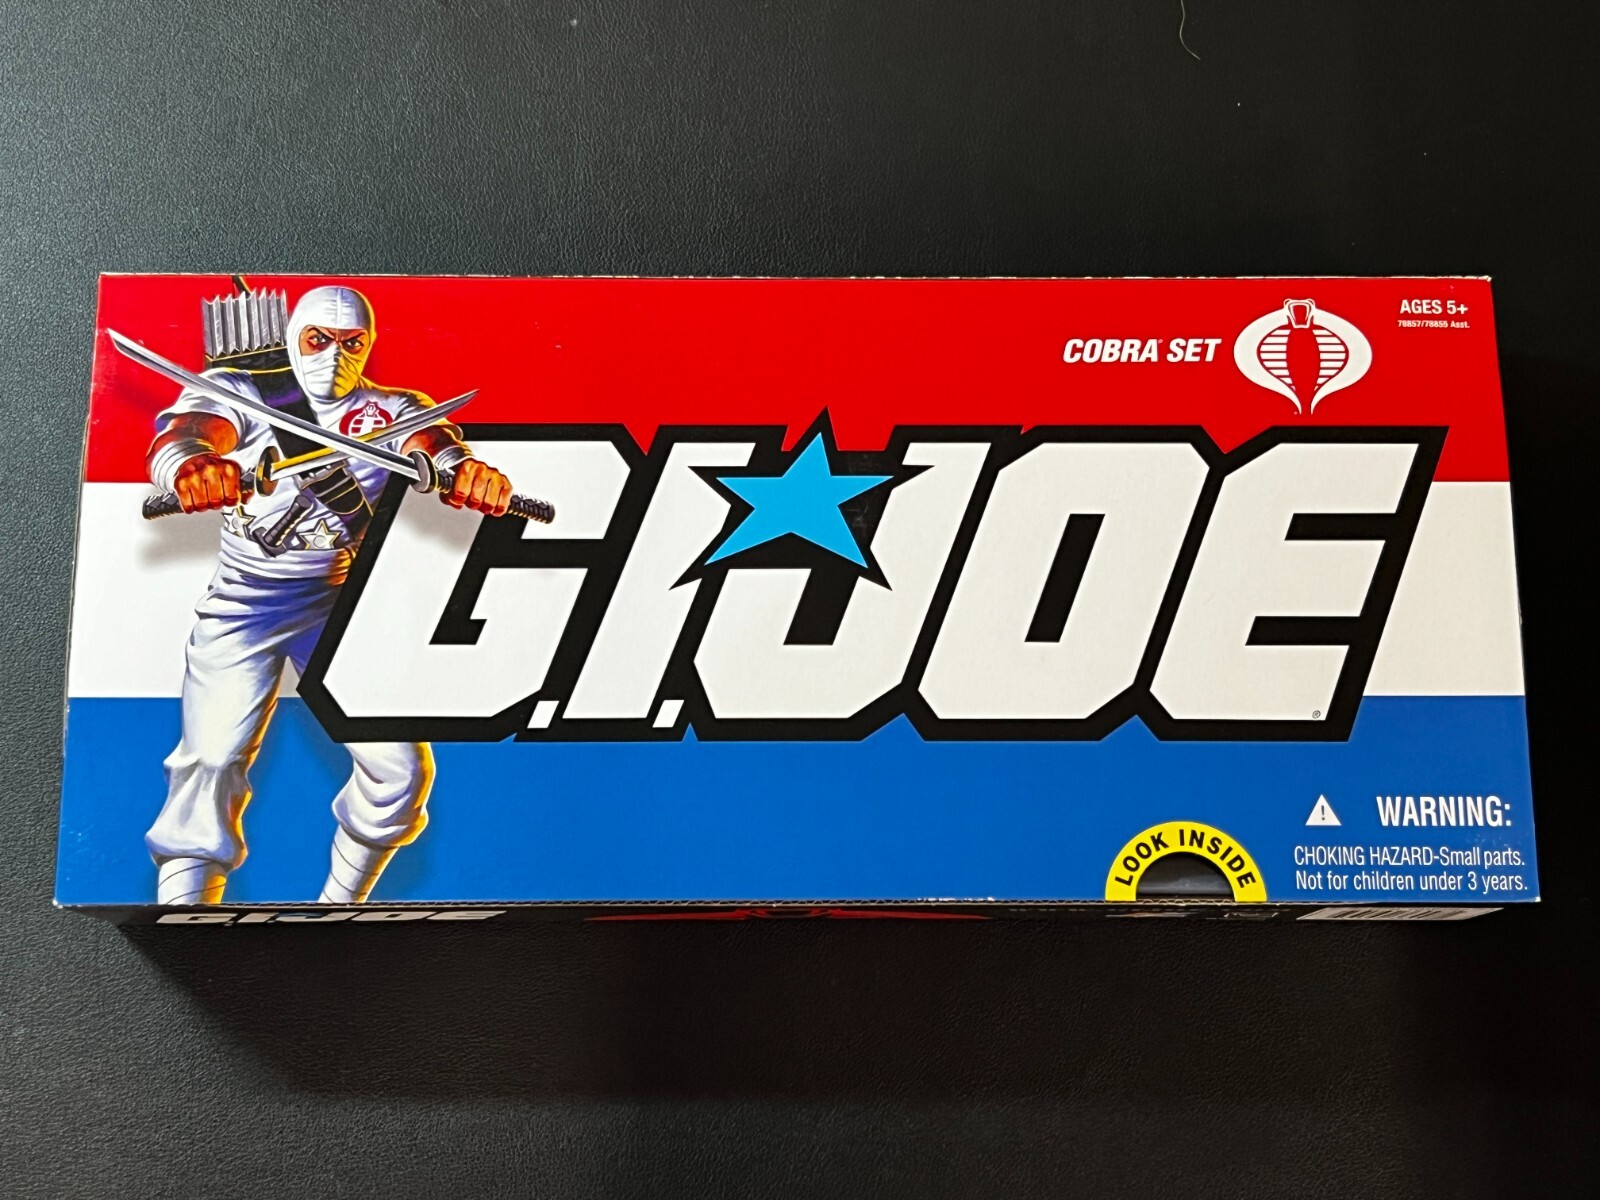 AGES 5+
78857/78855 Asst.
COBRA® SET
G.I.JOE®
LOOK INSIDE
WARNING:
CHOKING HAZARD-Small parts.
Not for children under 3 years.
G.I.JOE